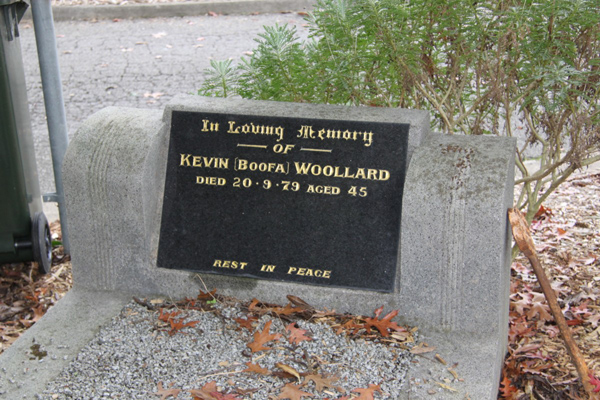 In Loving Memory
OF
KEVIN [BOOFA] WOOLLARD
DIED 20·9·79 AGED 45
REST IN PEACE